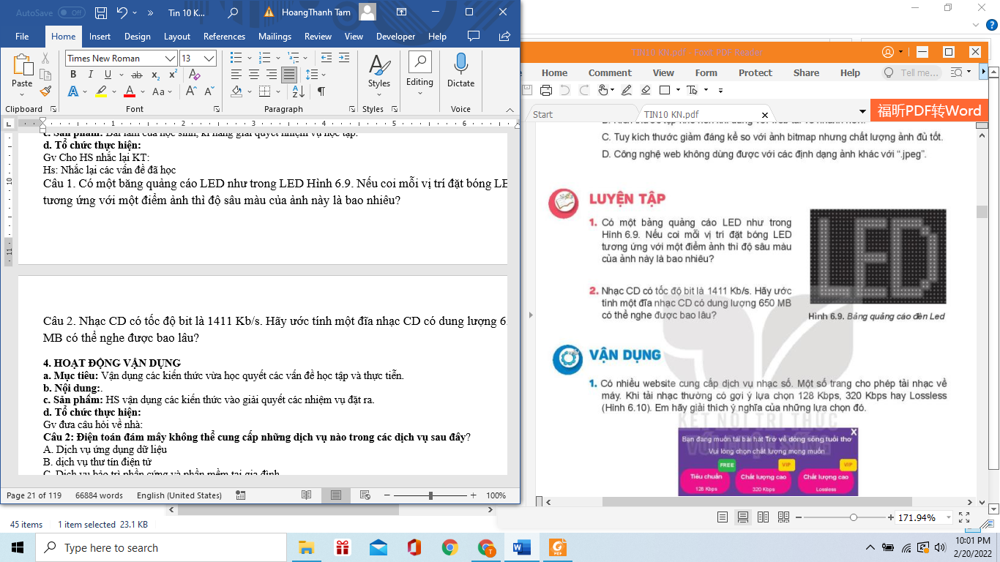 AutoSave Off Tin 10 K... HoangThanh Tam
File Home Insert Design Layout References Mailings Review View Developer Help
Times New Roman 13
Paste Styles Editing Dictate
Clipboard Font Paragraph Styles Voice
c. Sản phẩm: Bài làm của học sinh, kĩ năng giải quyết nhiệm vụ học tập.
d. Tổ chức thực hiện:
Gv Cho HS nhắc lại KT:
Hs: Nhắc lại các vấn đề đã học
Câu 1. Có một băng quảng cáo LED như trong LED Hình 6.9. Nếu coi mỗi vị trí đặt bóng LE
tương ứng với một điểm ảnh thì độ sâu màu của ảnh này là bao nhiêu?
Câu 2. Nhạc CD có tốc độ bit là 1411 Kb/s. Hãy ước tính một đĩa nhạc CD có dung lượng 6
MB có thể nghe được bao lâu?
4. HOẠT ĐỘNG VẬN DỤNG
a. Mục tiêu: Vận dụng các kiến thức vừa học quyết các vấn đề học tập và thực tiễn.
b. Nội dung:.
c. Sản phẩm: HS vận dụng các kiến thức vào giải quyết các nhiệm vụ đặt ra.
d. Tổ chức thực hiện:
Gv đưa câu hỏi về nhà:
Câu 2: Điện toán đám mây không thể cung cấp những dịch vụ nào trong các dịch vụ sau đây?
A. Dịch vụ ứng dụng dữ liệu
B. dịch vụ thư tín điện tử
C. Dịch vụ bảo trì phần cứng và phần mềm tại gia đình
Page 21 of 119 66884 words English (United States) 100%
45 items 1 item selected 23.1 KB
TIN10 KN.pdf - Foxit PDF Reader
Home Comment View Form Protect Share Help Tell me...
Start TIN10 KN.pdf 福昕PDF转Word
C. Tuy kích thước giảm đáng kể so với ảnh bitmap nhưng chất lượng ảnh đủ tốt.
D. Công nghệ web không dùng được với các định dạng ảnh khác với “.jpeg”.
LUYỆN TẬP
1. Có một bảng quảng cáo LED như trong
Hình 6.9. Nếu coi mỗi vị trí đặt bóng LED
tương ứng với một điểm ảnh thì độ sâu màu
của ảnh này là bao nhiêu?
2. Nhạc CD có tốc độ bit là 1411 Kb/s. Hãy ước
tính một đĩa nhạc CD có dung lượng 650 MB
có thể nghe được bao lâu?
LED
Hình 6.9. Bảng quảng cáo đèn Led
VẬN DỤNG
1. Có nhiều website cung cấp dịch vụ nhạc số. Một số trang cho phép tải nhạc về
máy. Khi tải nhạc thường có gợi ý lựa chọn 128 Kbps, 320 Kbps hay Lossless
(Hình 6.10). Em hãy giải thích ý nghĩa của những lựa chọn đó.
KẾT NỐI TRI THỨC
VỚI CUỘC SỐNG
Bạn đang muốn tải bài hát Trở về dòng sông tuổi thơ X
Vui lòng chọn chất lượng mong muốn
FREE VIP VIP
Tiêu chuẩn Chất lượng cao Chất lượng cao
128 Kbps 320 Kbps Lossless
171.94%
Type here to search
10:01 PM
2/20/2022